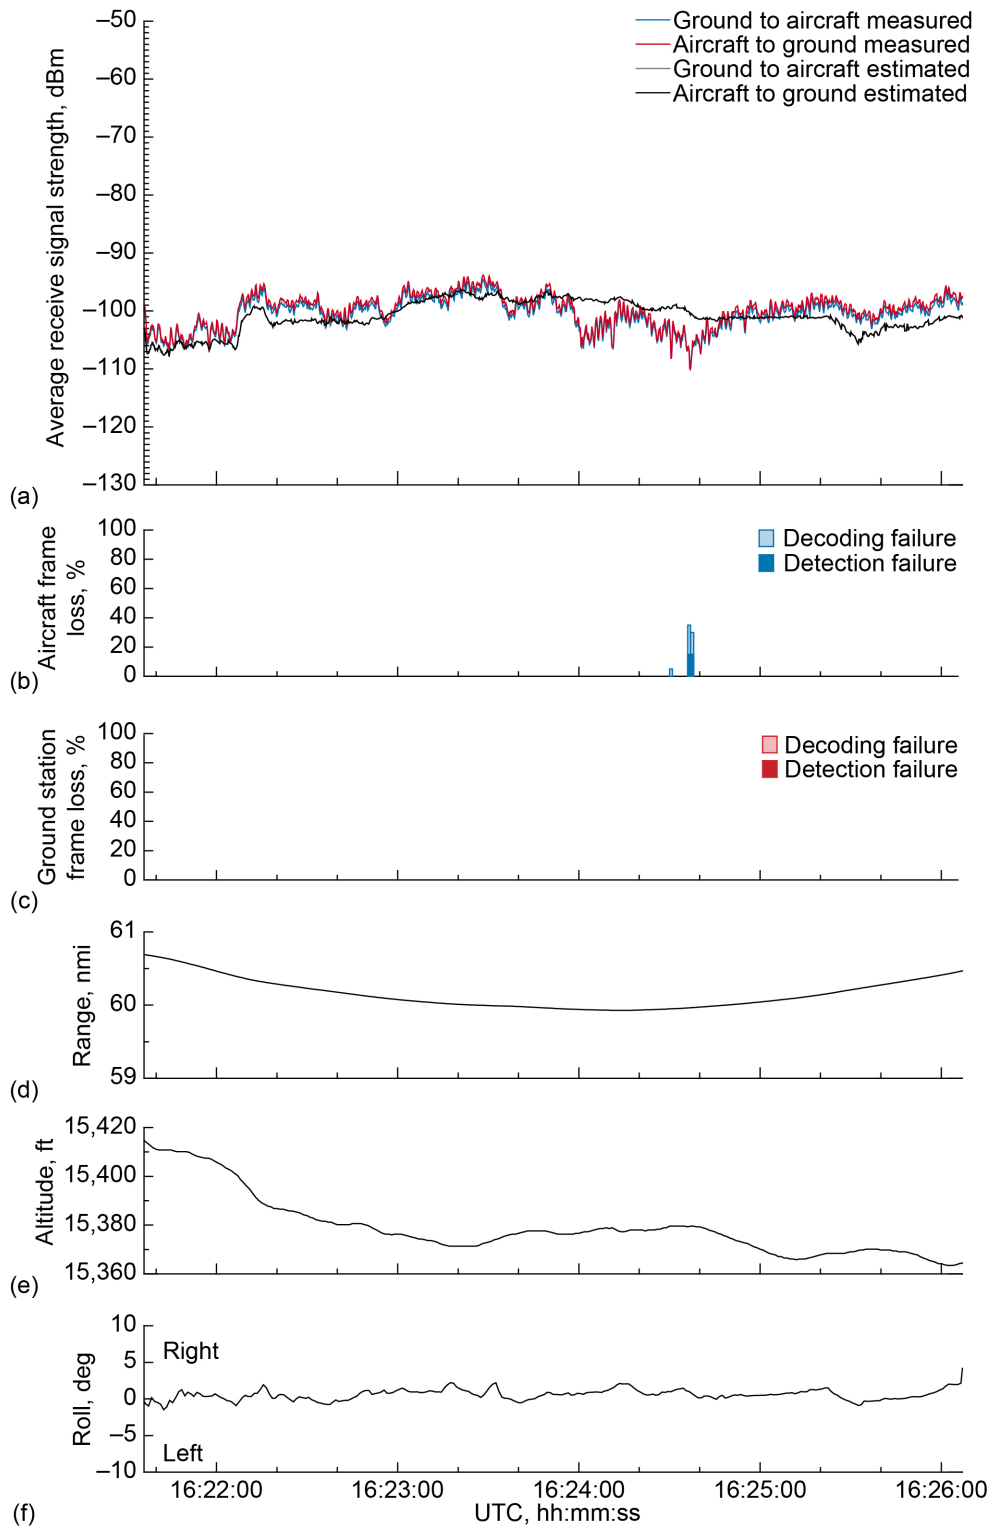 Ground to aircraft measured
Aircraft to ground measured
Ground to aircraft estimated
Aircraft to ground estimated
Average receive signal strength, dBm
–50
–60
–70
–80
–90
–100
–110
–120
–130
(a)
Aircraft frame
loss, %
100
80
60
40
20
0
Decoding failure
Detection failure
(b)
Ground station
frame loss, %
100
80
60
40
20
0
Decoding failure
Detection failure
(c)
Range, nmi
61
60
59
(d)
Altitude, ft
15,420
15,400
15,380
15,360
(e)
Roll, deg
10
5
0
–5
–10
Right
Left
16:22:00 16:23:00 16:24:00 16:25:00 16:26:00
UTC, hh:mm:ss
(f)